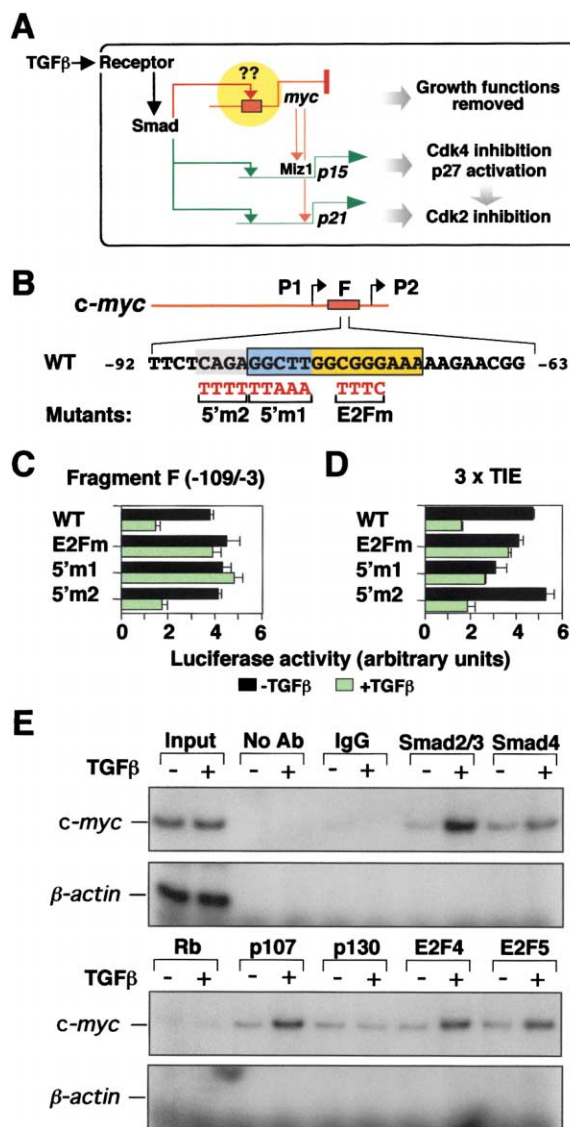 A
TGFβ Receptor
Smad
??
myc
Growth functions
removed
Miz1 p15
Cdk4 inhibition
p27 activation
p21
Cdk2 inhibition
B
c-myc
P1 F P2
WT -92 TTCTCAGAGGCTTGGCGGGAAAAAGAACGG -63
TTTTTTAAA TTTC
Mutants: 5'm2 5'm1 E2Fm
C
Fragment F (-109/-3)
WT
E2Fm
5'm1
5'm2
0 2 4 6
D
3 x TIE
WT
E2Fm
5'm1
5'm2
0 2 4 6
Luciferase activity (arbitrary units)
-TGFβ +TGFβ
E
Input No Ab IgG Smad2/3 Smad4
TGFβ - + - + - + - + - +
c-myc
β-actin
Rb p107 p130 E2F4 E2F5
TGFβ - + - + - + - + - +
c-myc
β-actin